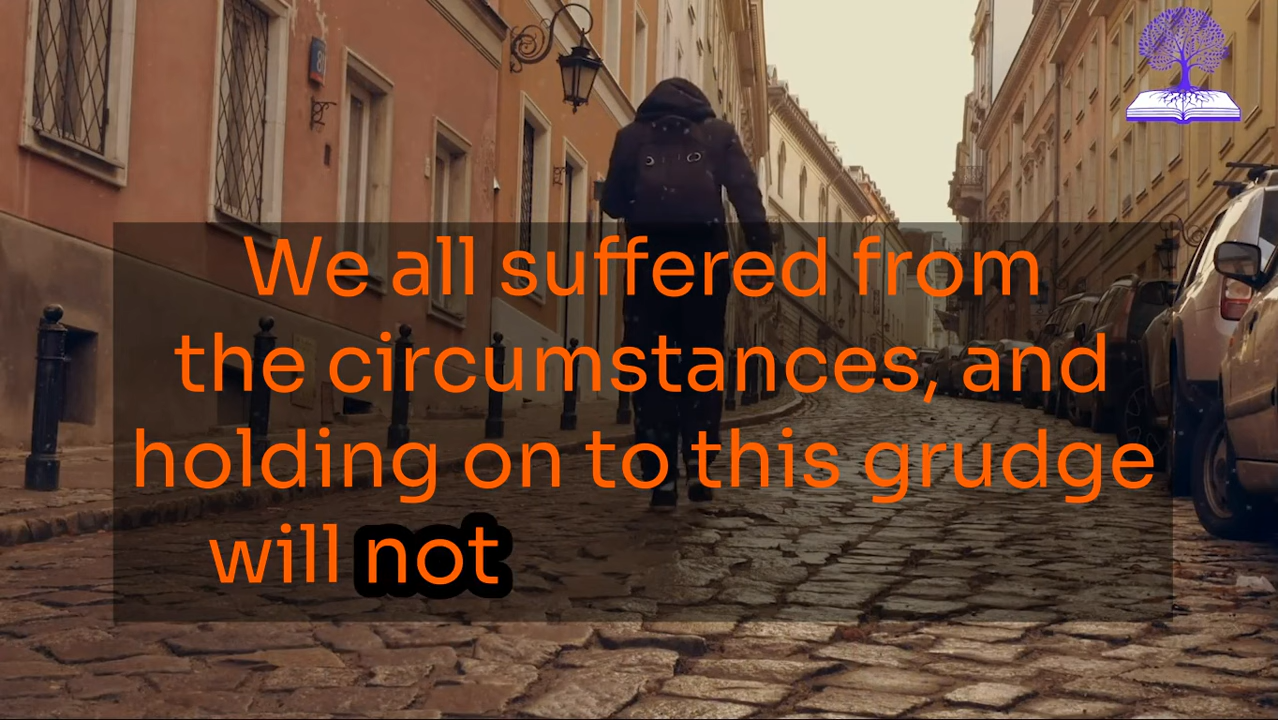 We all suffered from
the circumstances, and
holding on to this grudge
will not